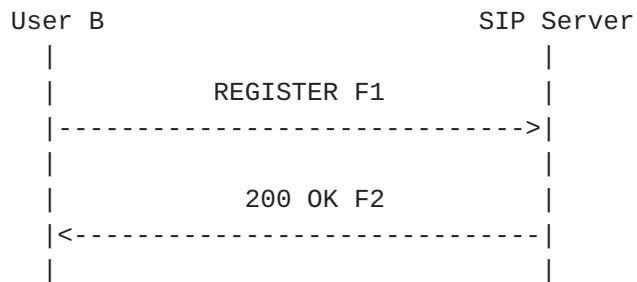 User B                        SIP Server
REGISTER F1
200 OK F2